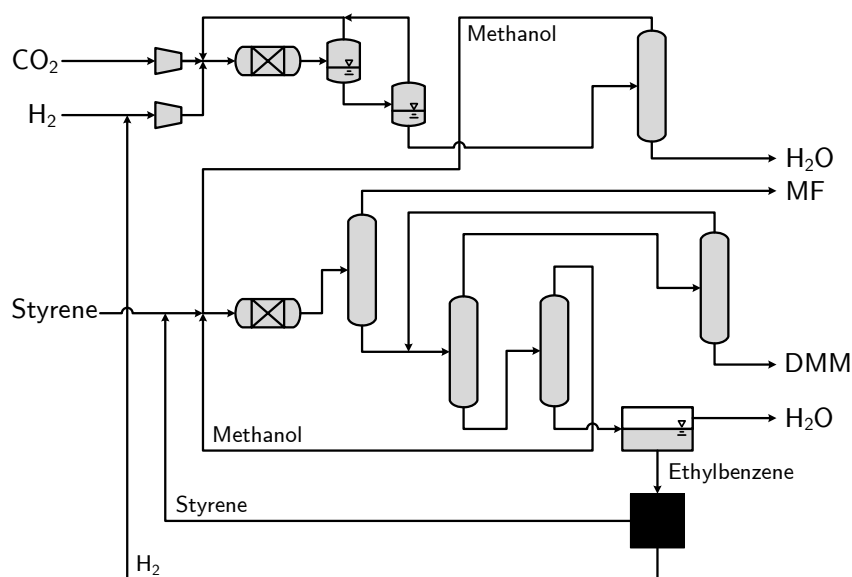 Methanol
CO₂
H₂
H₂O
MF
Styrene
DMM
H₂O
Methanol
Ethylbenzene
Styrene
H₂